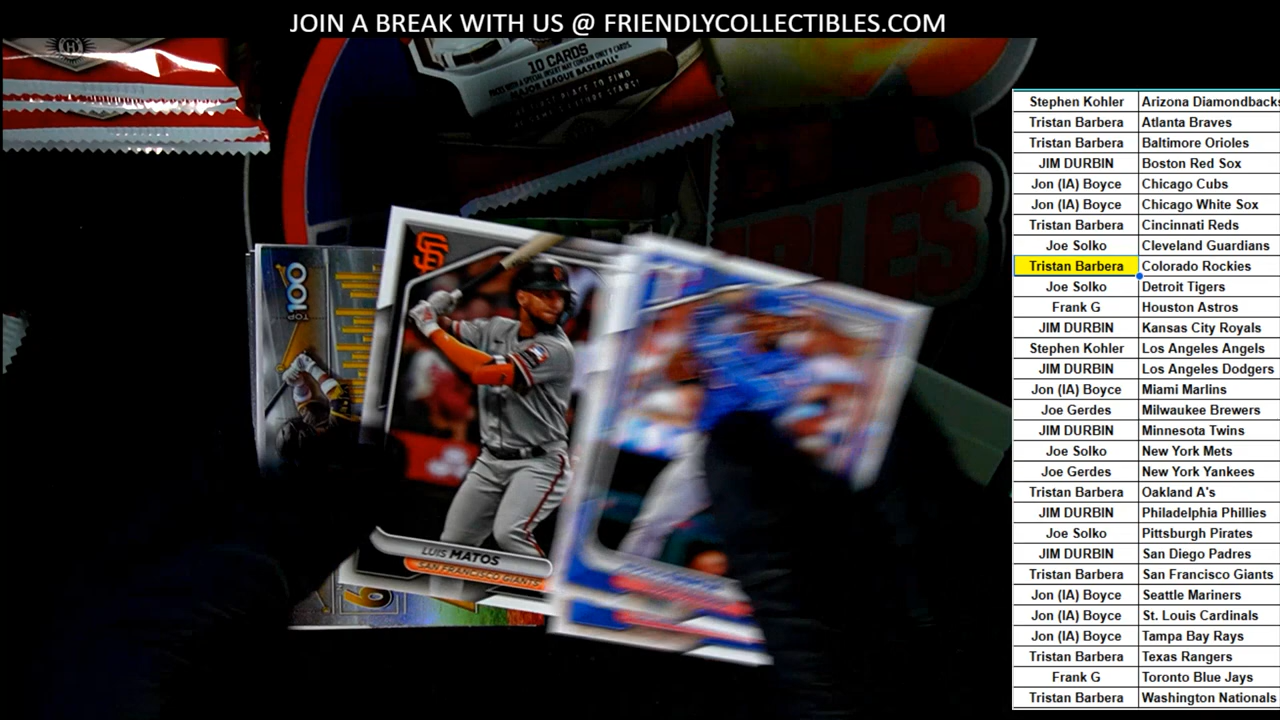 JOIN A BREAK WITH US @ FRIENDLYCOLLECTIBLES.COM
10 CARDS
MAJOR LEAGUE BASEBALL
TOP
100
SF
LUIS MATOS
SAN FRANCISCO GIANTS
Stephen Kohler Arizona Diamondbacks
Tristan Barbera Atlanta Braves
Tristan Barbera Baltimore Orioles
JIM DURBIN Boston Red Sox
Jon (IA) Boyce Chicago Cubs
Jon (IA) Boyce Chicago White Sox
Tristan Barbera Cincinnati Reds
Joe Solko Cleveland Guardians
Tristan Barbera Colorado Rockies
Joe Solko Detroit Tigers
Frank G Houston Astros
JIM DURBIN Kansas City Royals
Stephen Kohler Los Angeles Angels
JIM DURBIN Los Angeles Dodgers
Jon (IA) Boyce Miami Marlins
Joe Gerdes Milwaukee Brewers
JIM DURBIN Minnesota Twins
Joe Solko New York Mets
Joe Gerdes New York Yankees
Tristan Barbera Oakland A's
JIM DURBIN Philadelphia Phillies
Joe Solko Pittsburgh Pirates
JIM DURBIN San Diego Padres
Tristan Barbera San Francisco Giants
Jon (IA) Boyce Seattle Mariners
Jon (IA) Boyce St. Louis Cardinals
Jon (IA) Boyce Tampa Bay Rays
Tristan Barbera Texas Rangers
Frank G Toronto Blue Jays
Tristan Barbera Washington Nationals